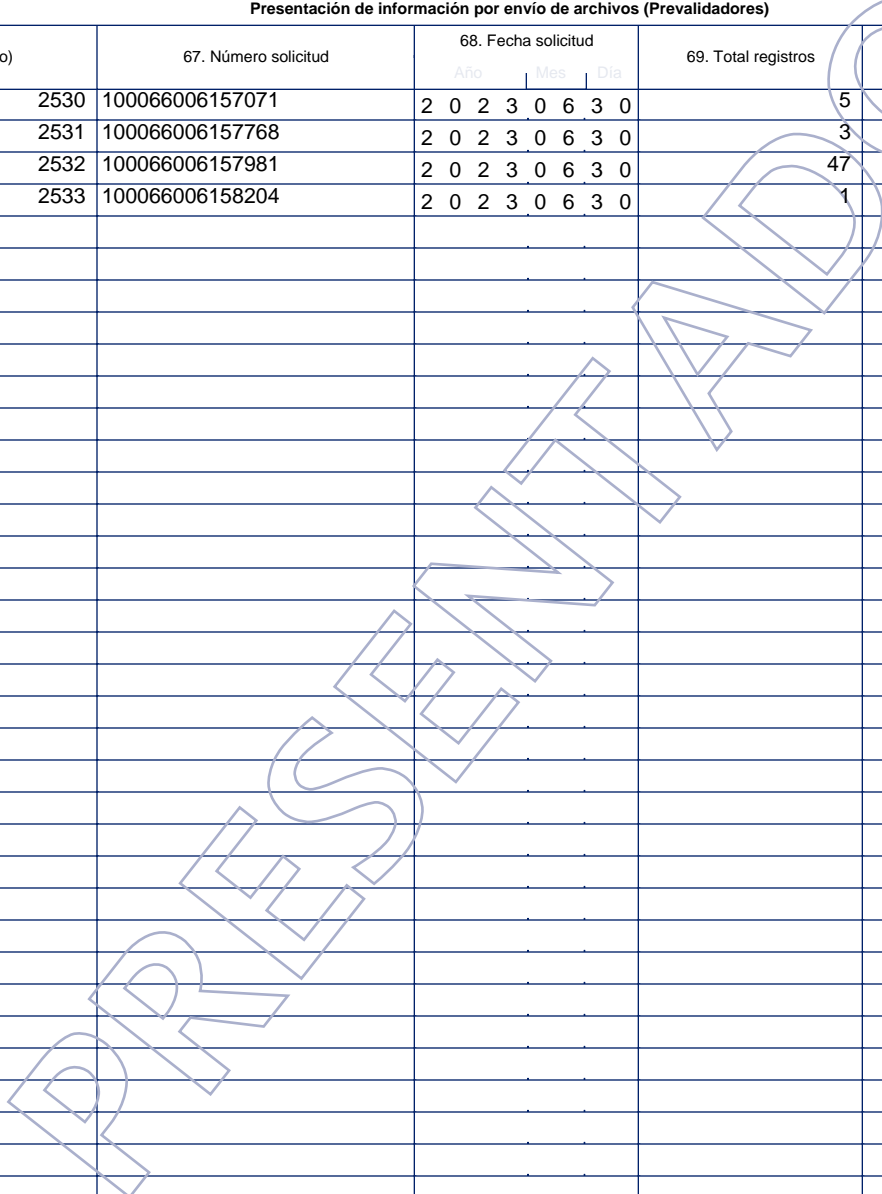 Presentación de información por envío de archivos (Prevalidadores)
o) 67. Número solicitud 68. Fecha solicitud 69. Total registros
Año Mes Día
2530 100066006157071 2 0 2 3 0 6 3 0 5
2531 100066006157768 2 0 2 3 0 6 3 0 3
2532 100066006157981 2 0 2 3 0 6 3 0 47
2533 100066006158204 2 0 2 3 0 6 3 0 1
PRESENTADO